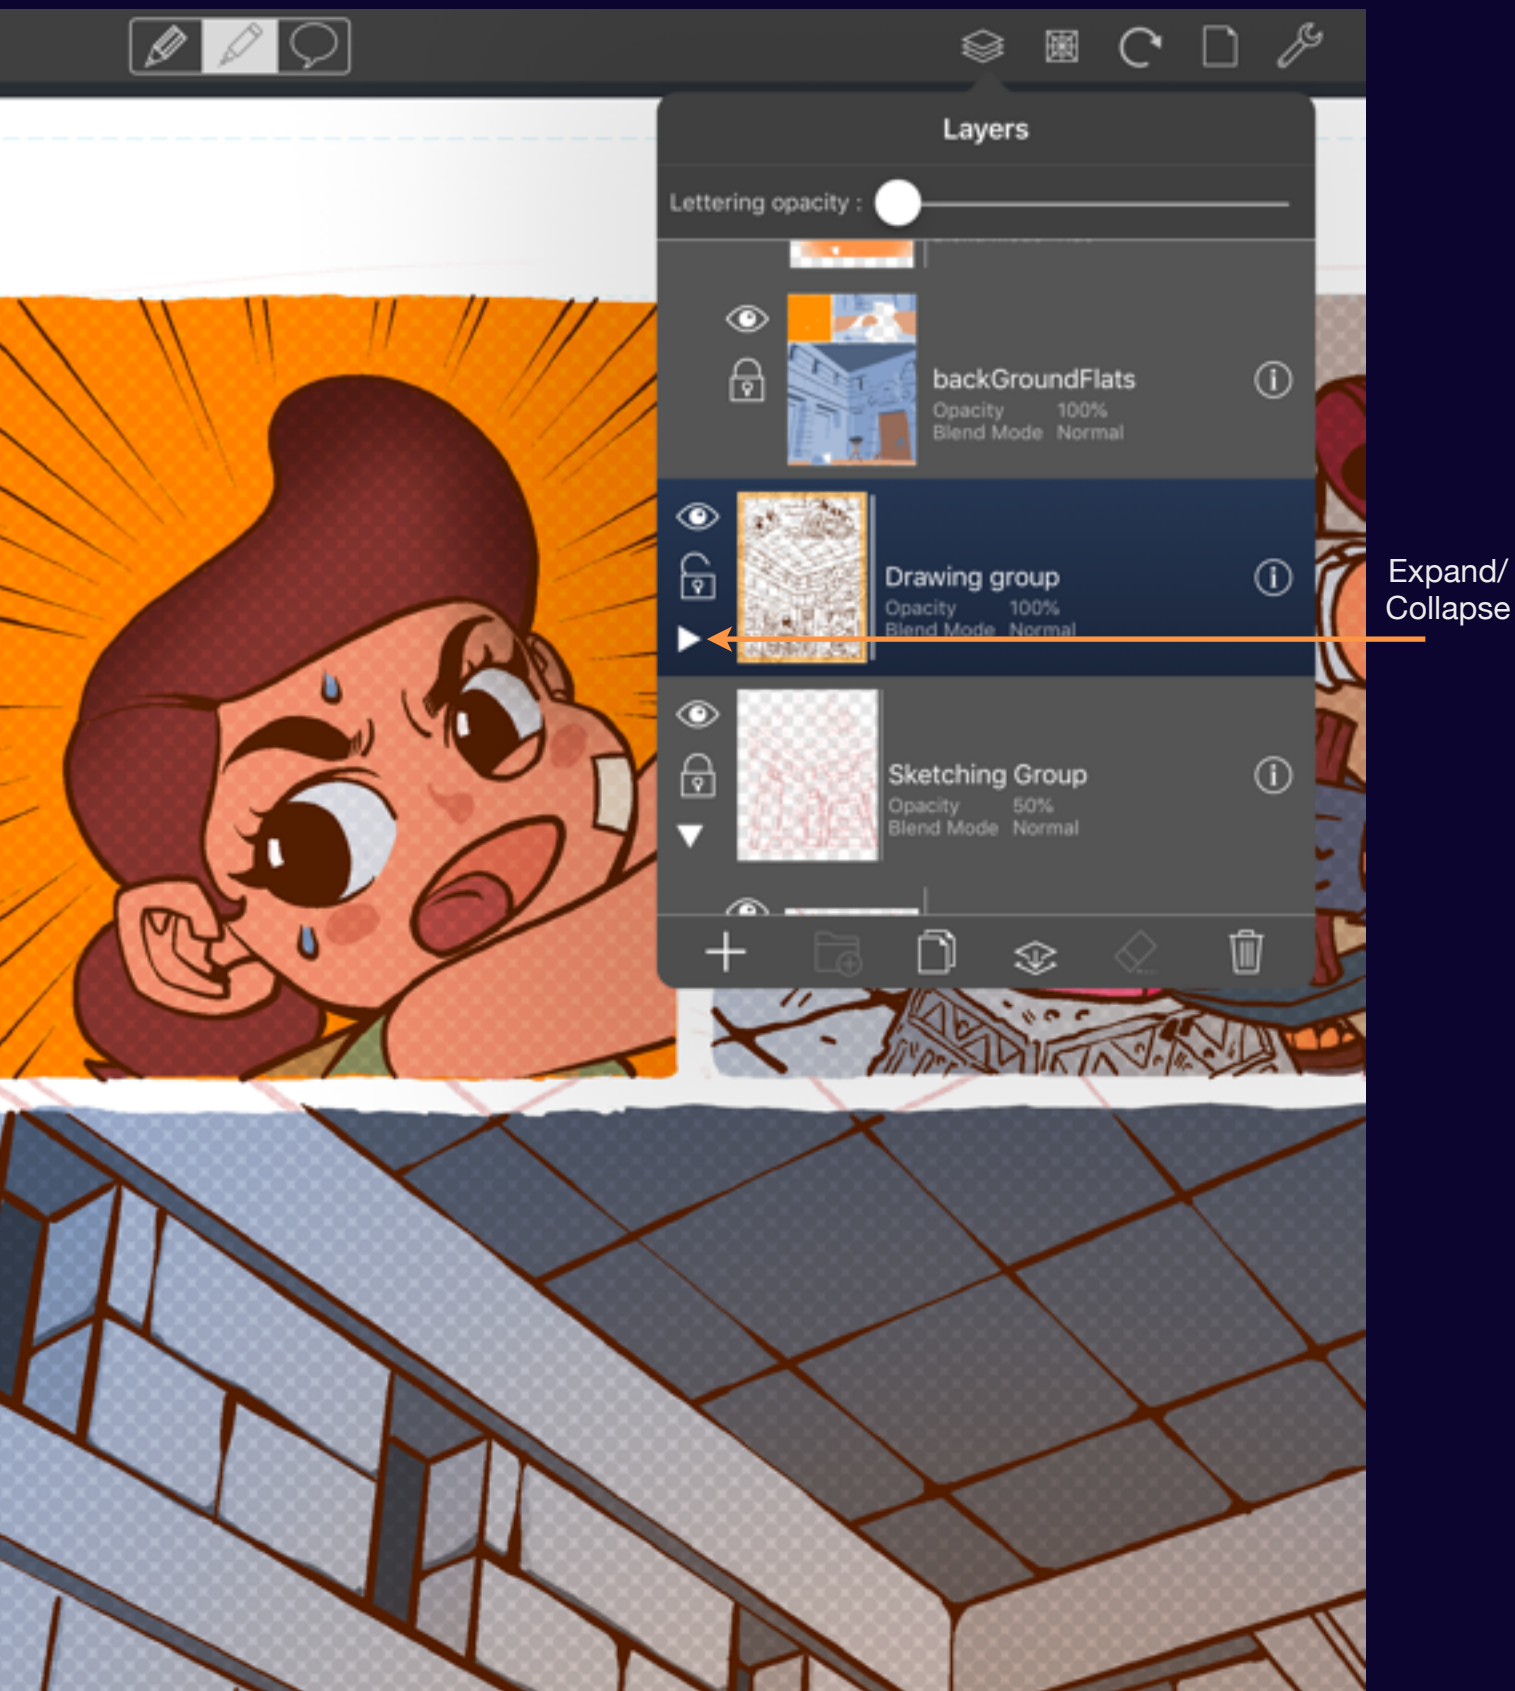 Layers
Lettering opacity :
backGroundFlats
Opacity 100%
Blend Mode Normal
Drawing group
Opacity 100%
Blend Mode Normal
Expand/
Collapse
Sketching Group
Opacity 50%
Blend Mode Normal